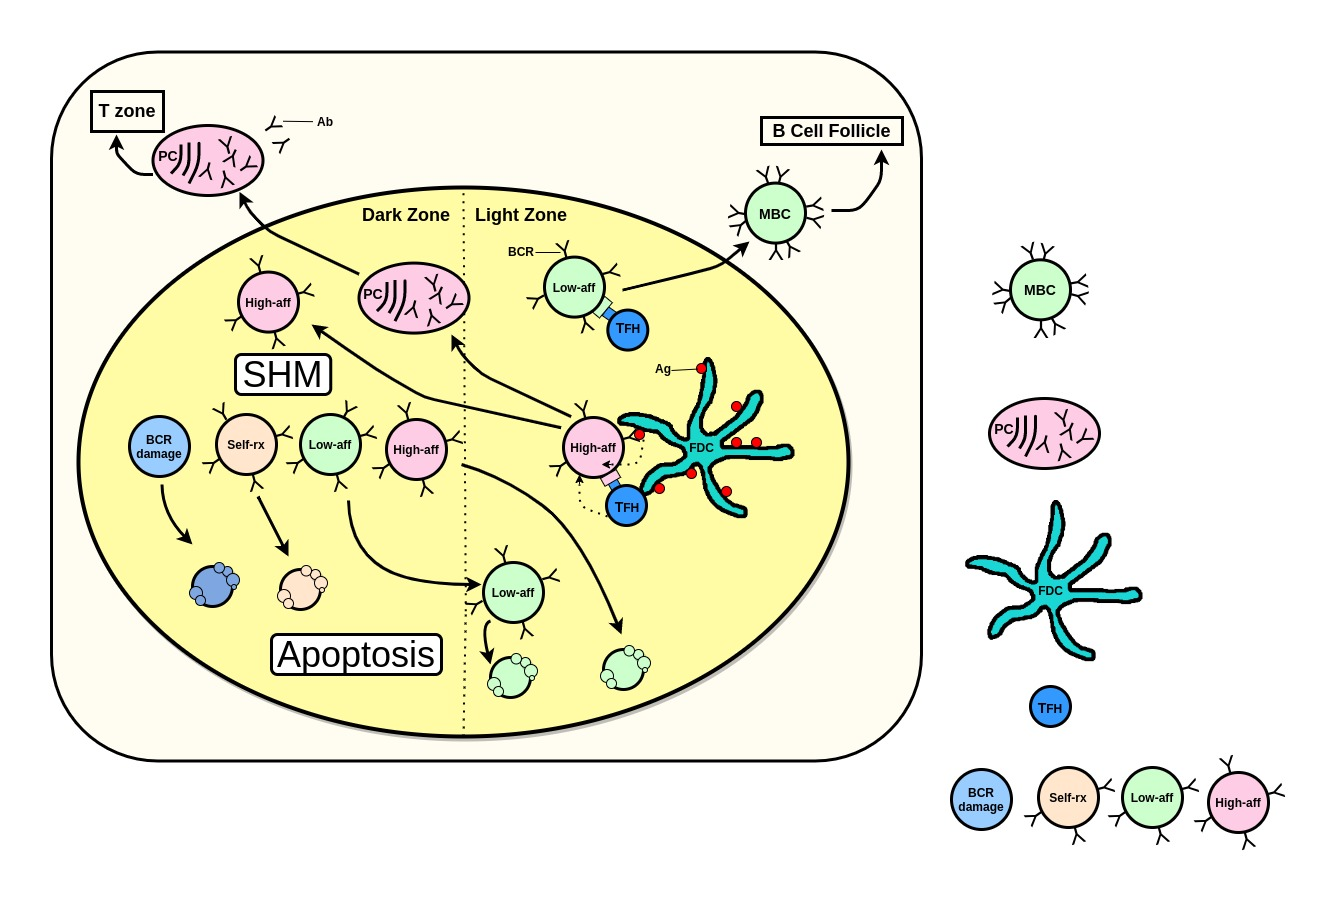 T zone
Ab
PC
B Cell Follicle
MBC
Dark Zone
Light Zone
BCR
High-aff
PC
Low-aff
TFH
SHM
Ag
BCR
damage
Self-rx
Low-aff
High-aff
High-aff
FDC
TFH
Low-aff
Apoptosis
MBC
PC
FDC
TFH
BCR
damage
Self-rx
Low-aff
High-aff